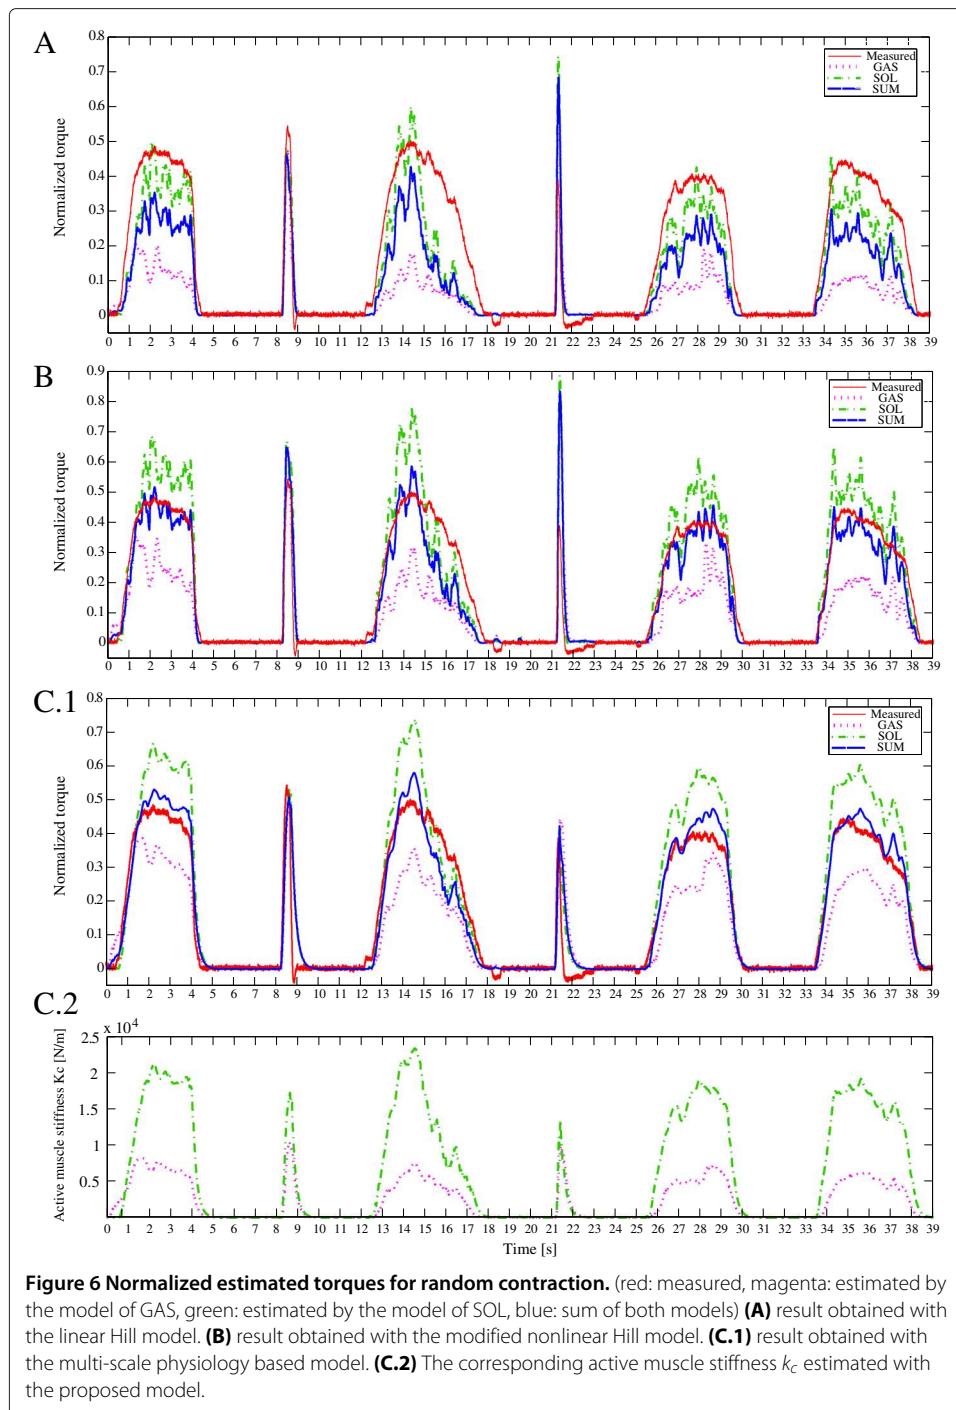 A
0.8
0.7
0.6
0.5
0.4
0.3
0.2
0.1
0
Normalized torque
Measured
GAS
SOL
SUM
0 1 2 3 4 5 6 7 8 9 10 11 12 13 14 15 16 17 18 19 20 21 22 23 24 25 26 27 28 29 30 31 32 33 34 35 36 37 38 39
B
0.9
0.8
0.7
0.6
0.5
0.4
0.3
0.2
0.1
0
Normalized torque
Measured
GAS
SOL
SUM
0 1 2 3 4 5 6 7 8 9 10 11 12 13 14 15 16 17 18 19 20 21 22 23 24 25 26 27 28 29 30 31 32 33 34 35 36 37 38 39
C.1
0.8
0.7
0.6
0.5
0.4
0.3
0.2
0.1
0
Normalized torque
Measured
GAS
SOL
SUM
0 1 2 3 4 5 6 7 8 9 10 11 12 13 14 15 16 17 18 19 20 21 22 23 24 25 26 27 28 29 30 31 32 33 34 35 36 37 38 39
C.2
x 10^4
2.5
2
1.5
1
0.5
Active muscle stiffness Kc [N/m]
0 1 2 3 4 5 6 7 8 9 10 11 12 13 14 15 16 17 18 19 20 21 22 23 24 25 26 27 28 29 30 31 32 33 34 35 36 37 38 39
Time [s]
Figure 6 Normalized estimated torques for random contraction. (red: measured, magenta: estimated by
the model of GAS, green: estimated by the model of SOL, blue: sum of both models) (A) result obtained with
the linear Hill model. (B) result obtained with the modified nonlinear Hill model. (C.1) result obtained with
the multi-scale physiology based model. (C.2) The corresponding active muscle stiffness kc estimated with
the proposed model.